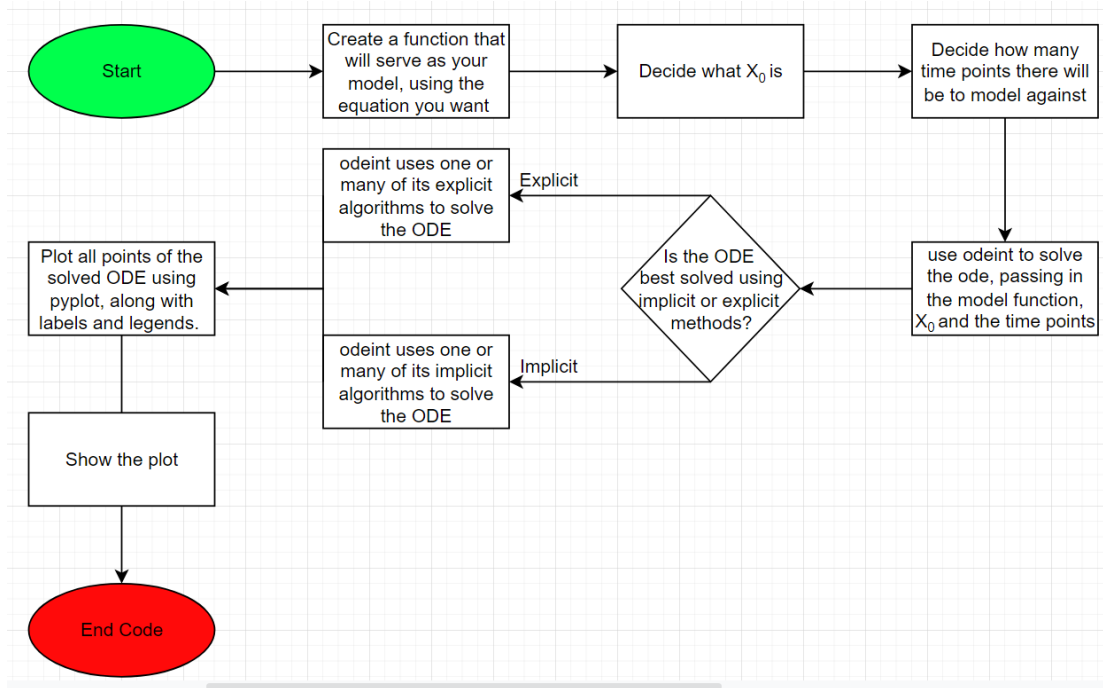 Start
Create a function that
will serve as your
model, using the
equation you want
Decide what X₀ is
Decide how many
time points there will
be to model against
use odeint to solve
the ode, passing in
the model function,
X₀ and the time points
Is the ODE
best solved using
implicit or explicit
methods?
Explicit
odeint uses one or
many of its explicit
algorithms to solve
the ODE
Implicit
odeint uses one or
many of its implicit
algorithms to solve
the ODE
Plot all points of the
solved ODE using
pyplot, along with
labels and legends.
Show the plot
End Code